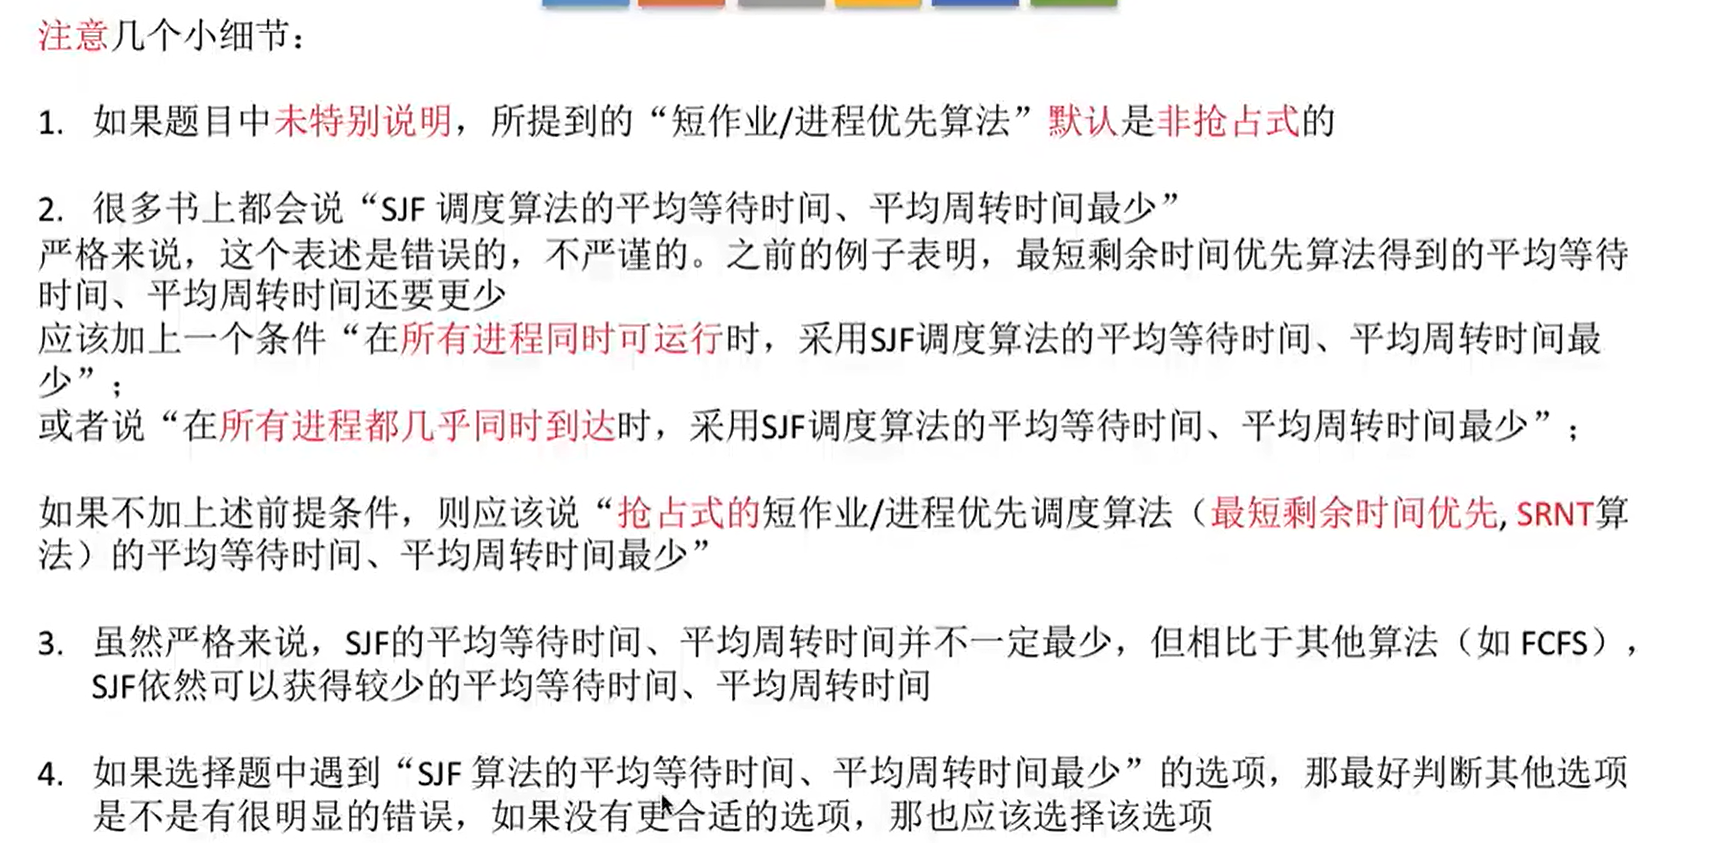 注意几个小细节：
1. 如果题目中未特别说明，所提到的“短作业/进程优先算法”默认是非抢占式的
2. 很多书上都会说“SJF 调度算法的平均等待时间、平均周转时间最少”
严格来说，这个表述是错误的，不严谨的。之前的例子表明，最短剩余时间优先算法得到的平均等待
时间、平均周转时间还要更少
应该加上一个条件“在所有进程同时可运行时，采用SJF调度算法的平均等待时间、平均周转时间最
少”；
或者说“在所有进程都几乎同时到达时，采用SJF调度算法的平均等待时间、平均周转时间最少”；
如果不加上述前提条件，则应该说“抢占式的短作业/进程优先调度算法（最短剩余时间优先, SRNT算
法）的平均等待时间、平均周转时间最少”
3. 虽然严格来说，SJF的平均等待时间、平均周转时间并不一定最少，但相比于其他算法（如 FCFS），
SJF依然可以获得较少的平均等待时间、平均周转时间
4. 如果选择题中遇到“SJF 算法的平均等待时间、平均周转时间最少”的选项，那最好判断其他选项
是不是有很明显的错误，如果没有更合适的选项，那也应该选择该选项